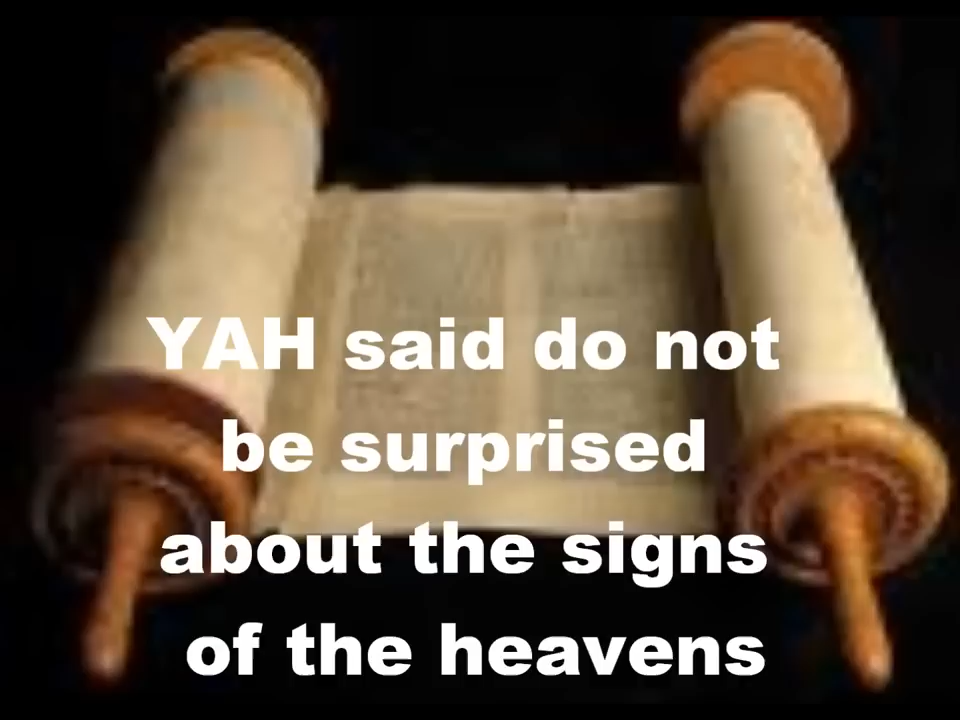 YAH said do not
be surprised
about the signs
of the heavens